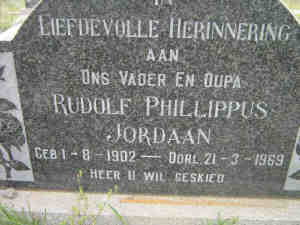 IN
LIEFDEVOLLE HERINNERING
AAN
ONS VADER EN OUPA
RUDOLF PHILLIPPUS
JORDAAN
GEB 1-8-1902 — OORL. 21-3-1969
HEER U WIL GESKIED